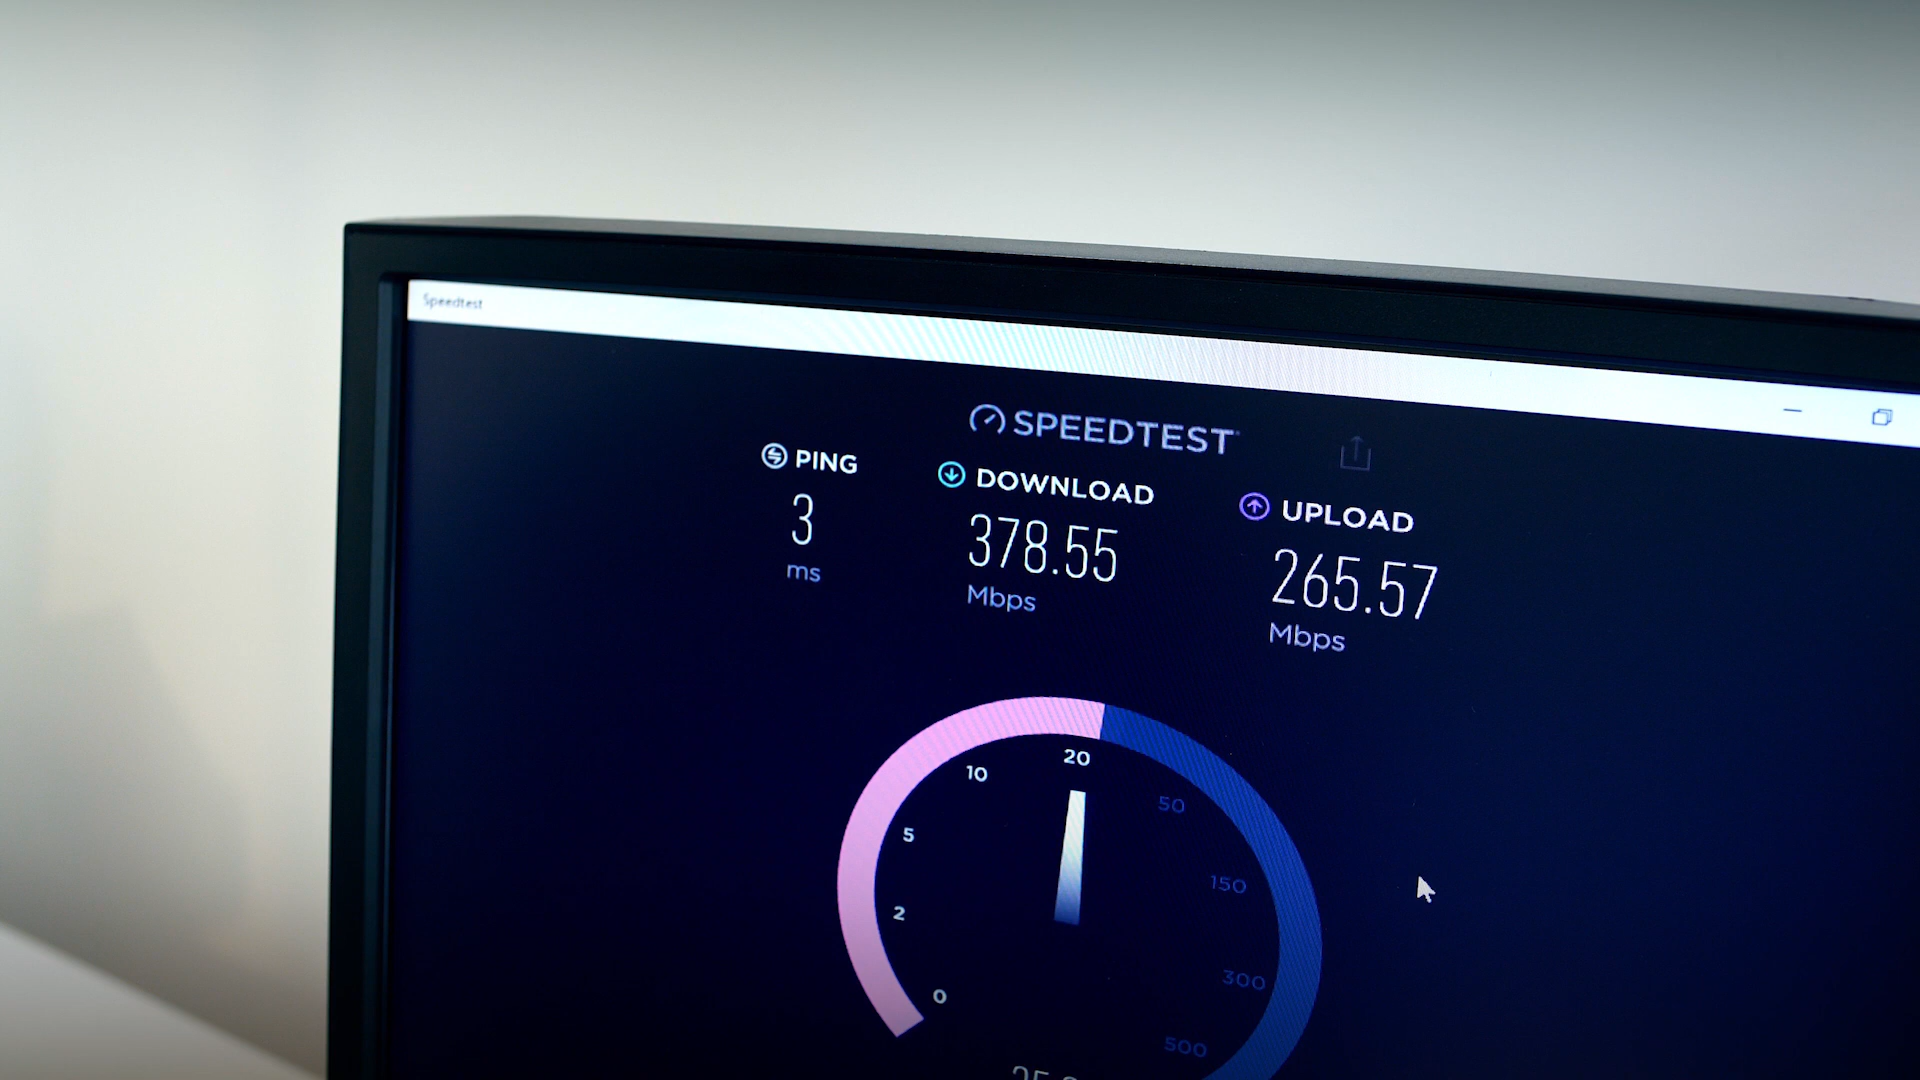 Speedtest
SPEEDTEST
PING
3
ms
DOWNLOAD
378.55
Mbps
UPLOAD
265.57
Mbps
0
2
5
10
20
50
150
300
500